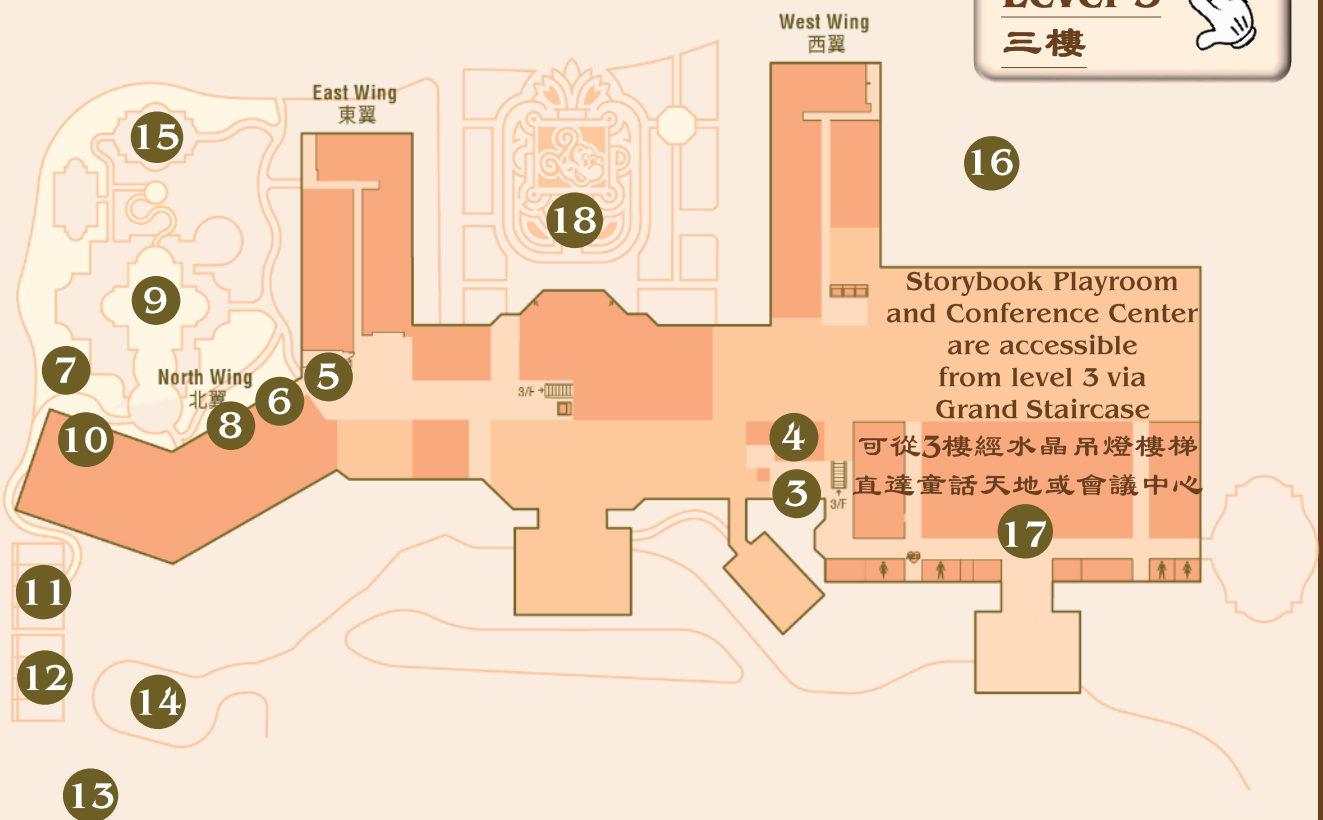 Level 3
三樓
West Wing
西翼
East Wing
東翼
15
16
18
9
Storybook Playroom
and Conference Center
are accessible
from level 3 via
Grand Staircase
可從3樓經水晶吊燈樓梯
直達童話天地或會議中心
7
North Wing
北翼
5
6
8
10
3/F
4
3
3/F
17
11
12
14
13